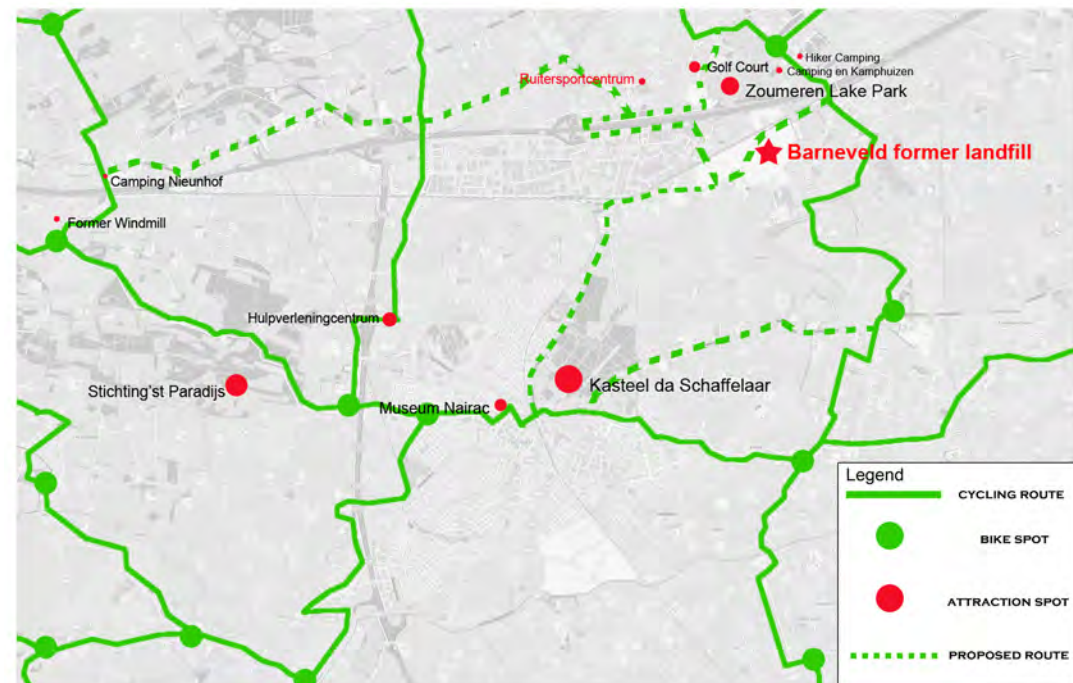 Hiker Camping
Golf Court
Camping en Kamphuizen
Ruitersportcentrum
Zoumeren Lake Park
Barneveld former landfill
Camping Nieunhof
Former Windmill
Hulpverleningcentrum
Stichting'st Paradijs
Kasteel da Schaffelaar
Museum Nairac
Legend
CYCLING ROUTE
BIKE SPOT
ATTRACTION SPOT
PROPOSED ROUTE